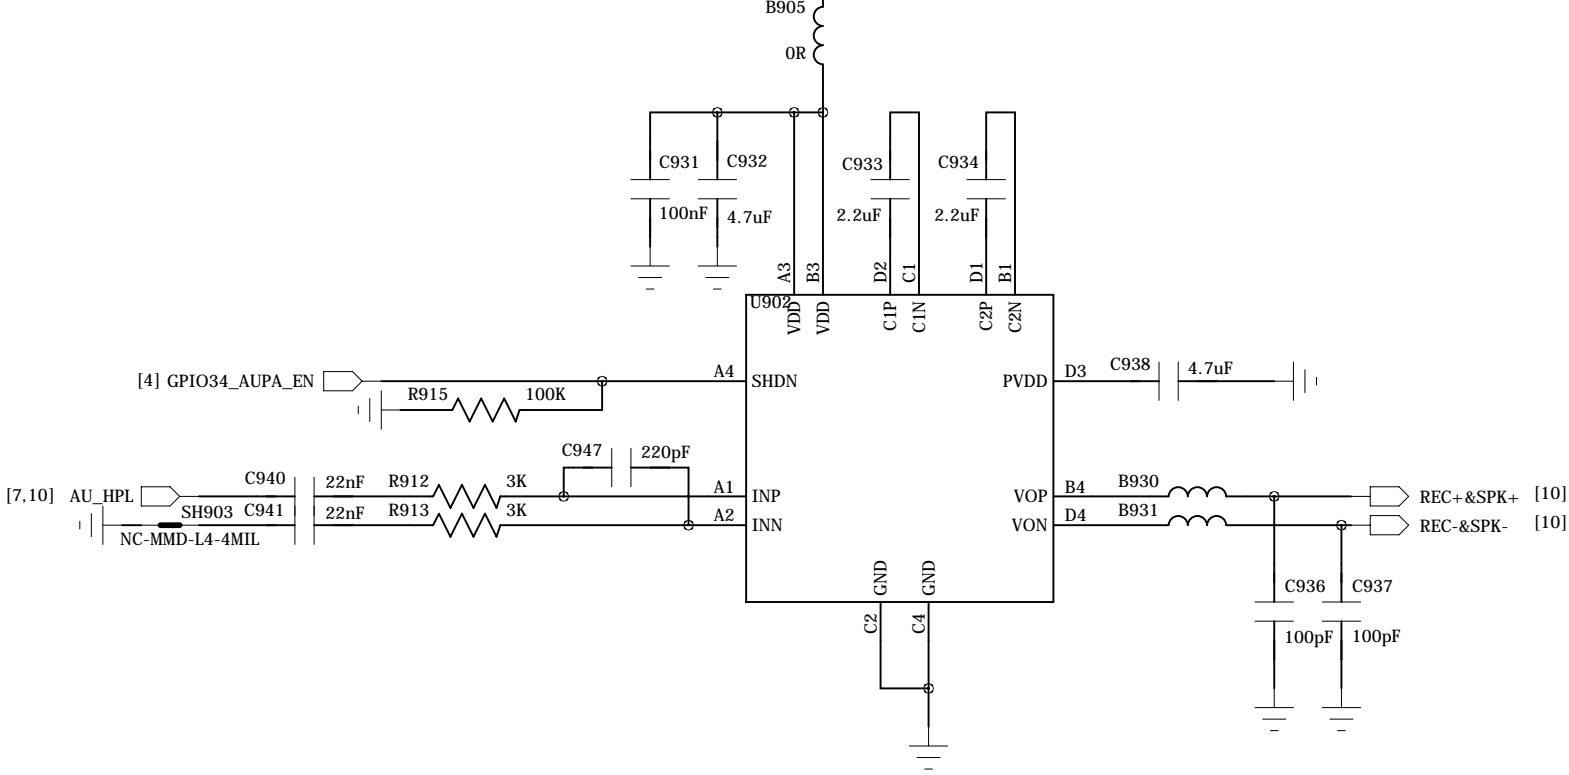 B905
0R
C931
C932
C933
C934
100nF
4.7uF
2.2uF
2.2uF
A3
B3
D2
C1
D1
B1
U902
VDD
VDD
C1P
C1N
C2P
C2N
[4] GPIO34_AUPA_EN
A4
SHDN
PVDD
D3
C938
4.7uF
R915
100K
C947
220pF
[7,10] AU_HPL
C940
22nF
R912
3K
A1
INP
VOP
B4
B930
REC+&SPK+ [10]
SH903
C941
22nF
R913
3K
A2
INN
VON
D4
B931
REC-&SPK- [10]
NC-MMD-L4-4MIL
GND
GND
C2
C4
C936
C937
100pF
100pF